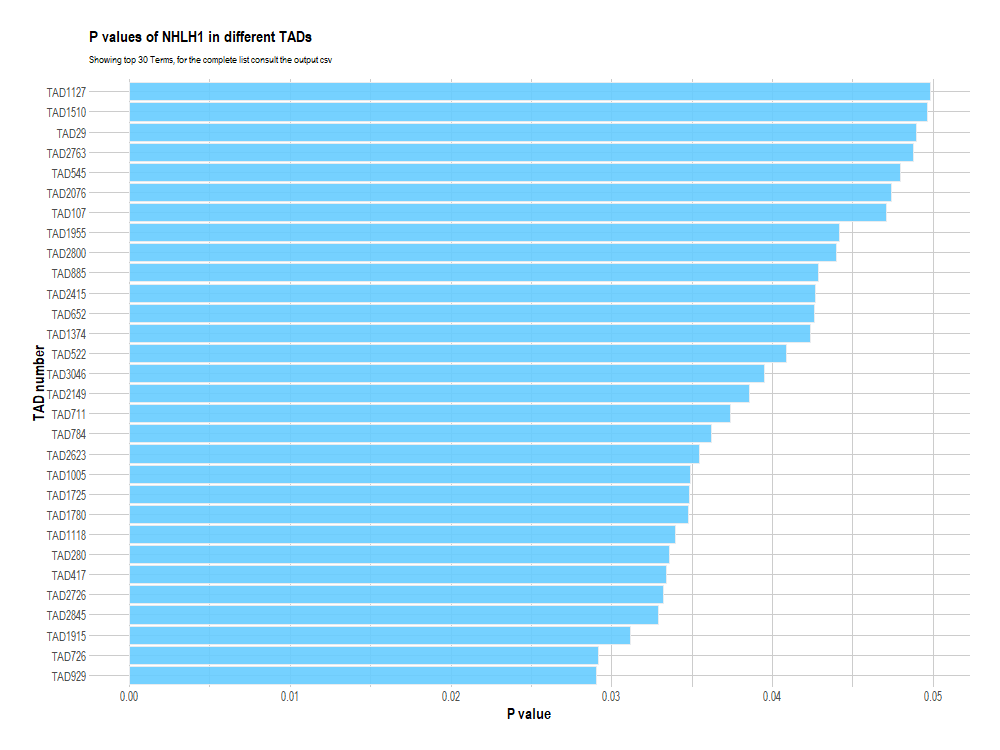 P values of NHLH1 in different TADs
Showing top 30 Terms, for the complete list consult the output csv
TAD number
TAD1127
TAD1510
TAD29
TAD2763
TAD545
TAD2076
TAD107
TAD1955
TAD2800
TAD885
TAD2415
TAD652
TAD1374
TAD522
TAD3046
TAD2149
TAD711
TAD784
TAD2623
TAD1005
TAD1725
TAD1780
TAD1118
TAD280
TAD417
TAD2726
TAD2845
TAD1915
TAD726
TAD929
0.00 0.01 0.02 0.03 0.04 0.05
P value